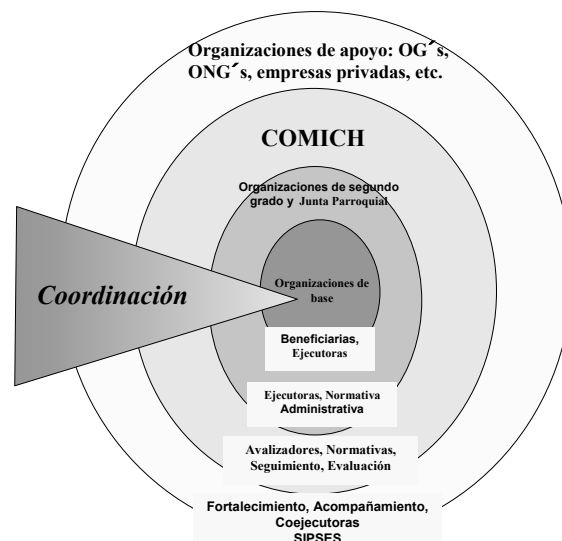 Organizaciones de apoyo: OG´s,
ONG´s, empresas privadas, etc.
COMICH
Organizaciones de segundo
grado y Junta Parroquial
Coordinación
Organizaciones de
base
Beneficiarias,
Ejecutoras
Ejecutoras, Normativa
Administrativa
Avalizadores, Normativas,
Seguimiento, Evaluación
Fortalecimiento, Acompañamiento,
Coejecutoras
SIPSES